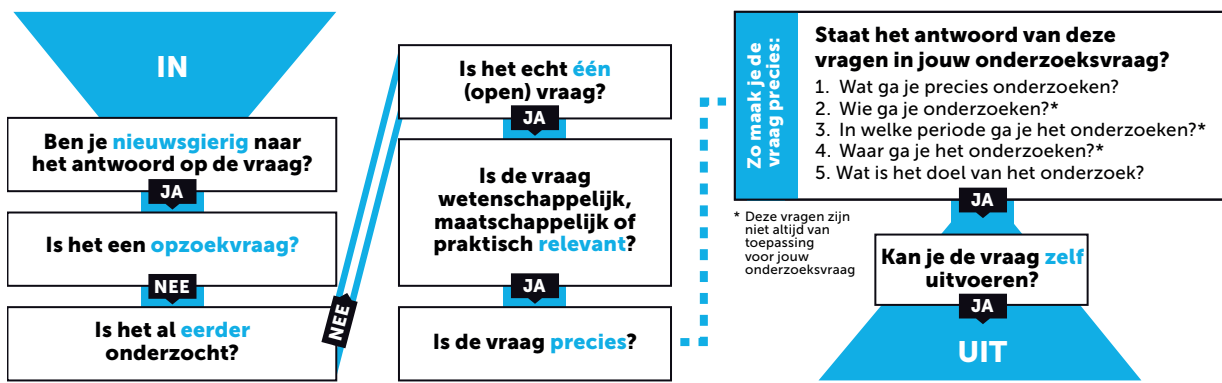 IN
Ben je nieuwsgierig naar
het antwoord op de vraag?
JA
Is het een opzoekvraag?
NEE
Is het al eerder
onderzocht?
NEE
Is het echt één
(open) vraag?
JA
Is de vraag
wetenschappelijk,
maatschappelijk of
praktisch relevant?
JA
Is de vraag precies?
Zo maak je de
vraag precies:
Staat het antwoord van deze
vragen in jouw onderzoeksvraag?
1. Wat ga je precies onderzoeken?
2. Wie ga je onderzoeken?*
3. In welke periode ga je het onderzoeken?*
4. Waar ga je het onderzoeken?*
5. Wat is het doel van het onderzoek?
JA
* Deze vragen zijn
niet altijd van
toepassing
voor jouw
onderzoeksvraag
Kan je de vraag zelf
uitvoeren?
JA
UIT